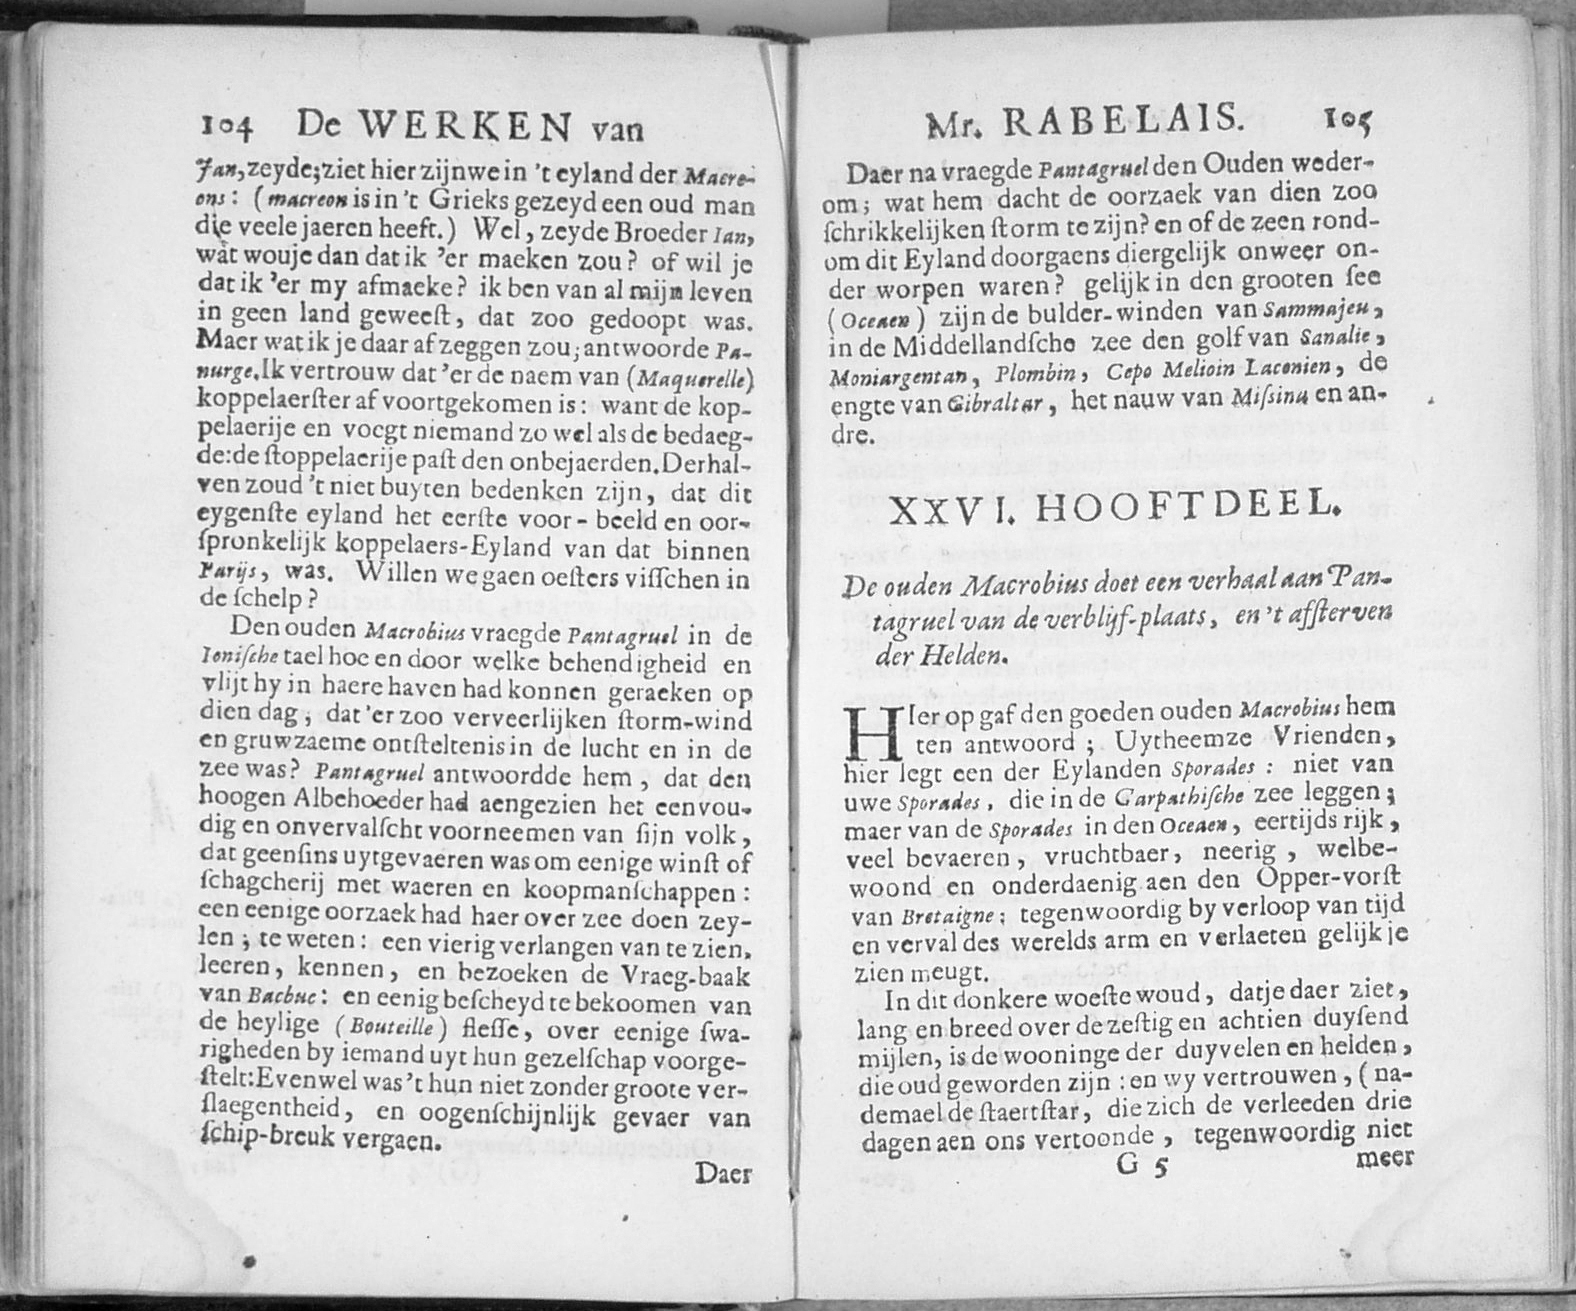 104 De WERKEN van
Jan, zeyde; ziet hier zijn we in 't eyland der Macre-
ons: (macreon is in 't Grieks gezeyd een oud man
die veele jaeren heeft.) Wel, zeyde Broeder Ian,
wat wouje dan dat ik 'er maeken zou? of wil je
dat ik 'er my afmaeke? ik ben van al mijn leven
in geen land geweeſt, dat zoo gedoopt was.
Maer wat ik je daar af zeggen zou; antwoorde Pa-
nurge. Ik vertrouw dat 'er de naem van (Maquerelle)
koppelaerſter af voortgekomen is: want de kop-
pelaerije en voegt niemand zo wel als de bedaeg-
de: de ſtoppelaerije paſt den onbejaerden. Derhal-
ven zoud 't niet buyten bedenken zijn, dat dit
eygenſte eyland het eerſte voor-beeld en oor-
ſpronkelijk koppelaers-Eyland van dat binnen
Parijs, was. Willen we gaen oeſters viſſchen in
de ſchelp?
Den ouden Macrobius vraegde Pantagruel in de
Ioniſche tael hoe en door welke behendigheid en
vlijt hy in haere haven had konnen geraeken op
dien dag, dat 'er zoo verveerlijken ſtorm-wind
en gruwzaeme ontſteltenis in de lucht en in de
zee was? Pantagruel antwoordde hem, dat den
hoogen Albehoeder had aengezien het eenvou-
dig en onvervalſcht voorneemen van ſijn volk,
dat geenſins uytgevaeren was om eenige winſt of
ſchagcherij met waeren en koopmanſchappen:
een eenige oorzaek had haer over zee doen zey-
len; te weten: een vierig verlangen van te zien,
leeren, kennen, en bezoeken de Vraeg-baak
van Bacbuc: en eenig beſcheyd te bekoomen van
de heylige (Bouteille) fleſſe, over eenige ſwa-
righeden by iemand uyt hun gezelſchap voorge-
ſtelt: Evenwel was 't hun niet zonder groote ver-
ſlaegentheid, en oogenſchijnlijk gevaer van
ſchip-breuk vergaen.
Daer
Mr. RABELAIS. 105
Daer na vraegde Pantagruel den Ouden weder-
om; wat hem dacht de oorzaek van dien zoo
ſchrikkelijken ſtorm te zijn? en of de zeen rond-
om dit Eyland doorgaens diergelijk onweer on-
der worpen waren? gelijk in den grooten ſee
(Oceaen) zijn de bulder-winden van Sammajeu,
in de Middellandſche zee den golf van Sanalie,
Moniargentan, Plombin, Cepo Melioin Laconien, de
engte van Gibraltar, het nauw van Miſsinu en an-
dre.
XXVI. HOOFTDEEL.
De ouden Macrobius doet een verhaal aan Pan-
tagruel van de verblijf-plaats, en 't afſterven
der Helden.
HIer op gaf den goeden ouden Macrobius hem
ten antwoord; Uytheemze Vrienden,
hier legt een der Eylanden Sporades: niet van
uwe Sporades, die in de Carpathiſche zee leggen;
maer van de Sporades in den Oceaen, eertijds rijk,
veel bevaeren, vruchtbaer, neerig, welbe-
woond en onderdaenig aen den Opper-vorſt
van Bretaigne; tegenwoordig by verloop van tijd
en verval des werelds arm en verlaeten gelijk je
zien meugt.
In dit donkere woeſte woud, datje daer ziet,
lang en breed over de zeſtig en achtien duyſend
mijlen, is de wooninge der duyvelen en helden,
die oud geworden zijn: en wy vertrouwen, (na-
demael de ſtaertſtar, die zich de verleeden drie
dagen aen ons vertoonde, tegenwoordig niet
G 5 meer